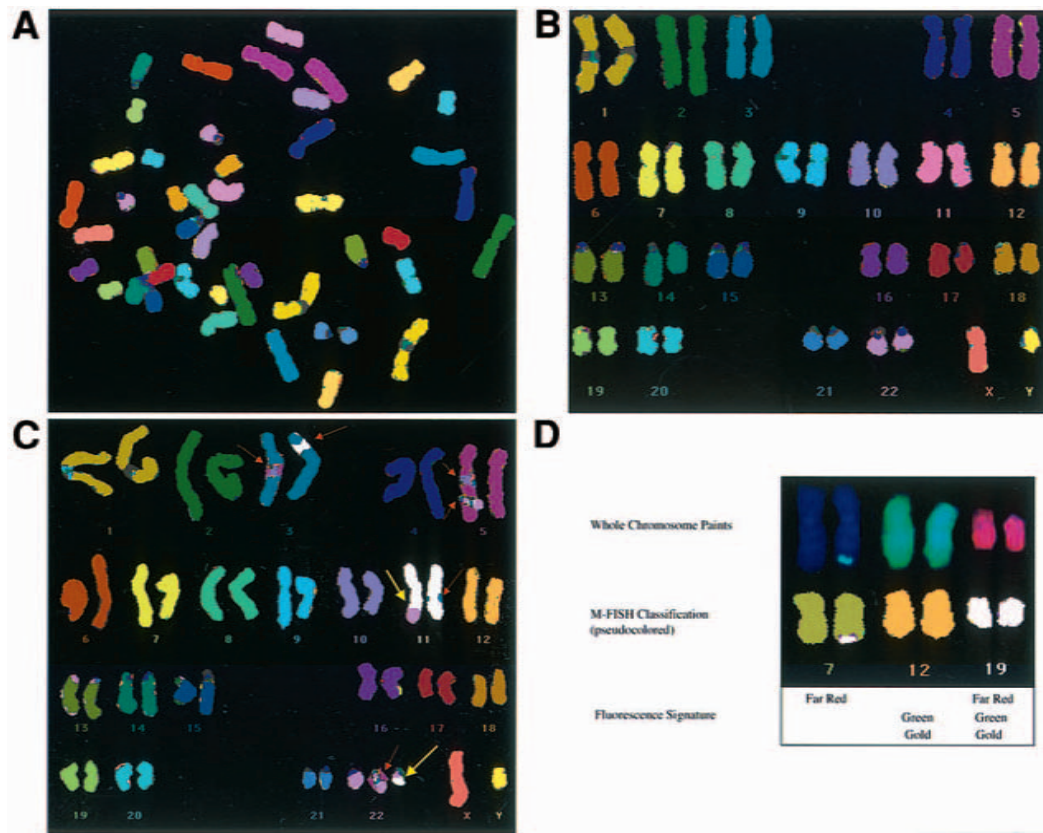 A
B
1 2 3 4 5
6 7 8 9 10 11 12
13 14 15 16 17 18
19 20 21 22 X Y
C
1 2 3 4 5
6 7 8 9 10 11 12
13 14 15 16 17 18
19 20 21 22 X Y
D
Whole Chromosome Paints
M-FISH Classification
(pseudocolored)
7 12 19
Fluorescence Signature
Far Red Far Red
Green Green
Gold Gold